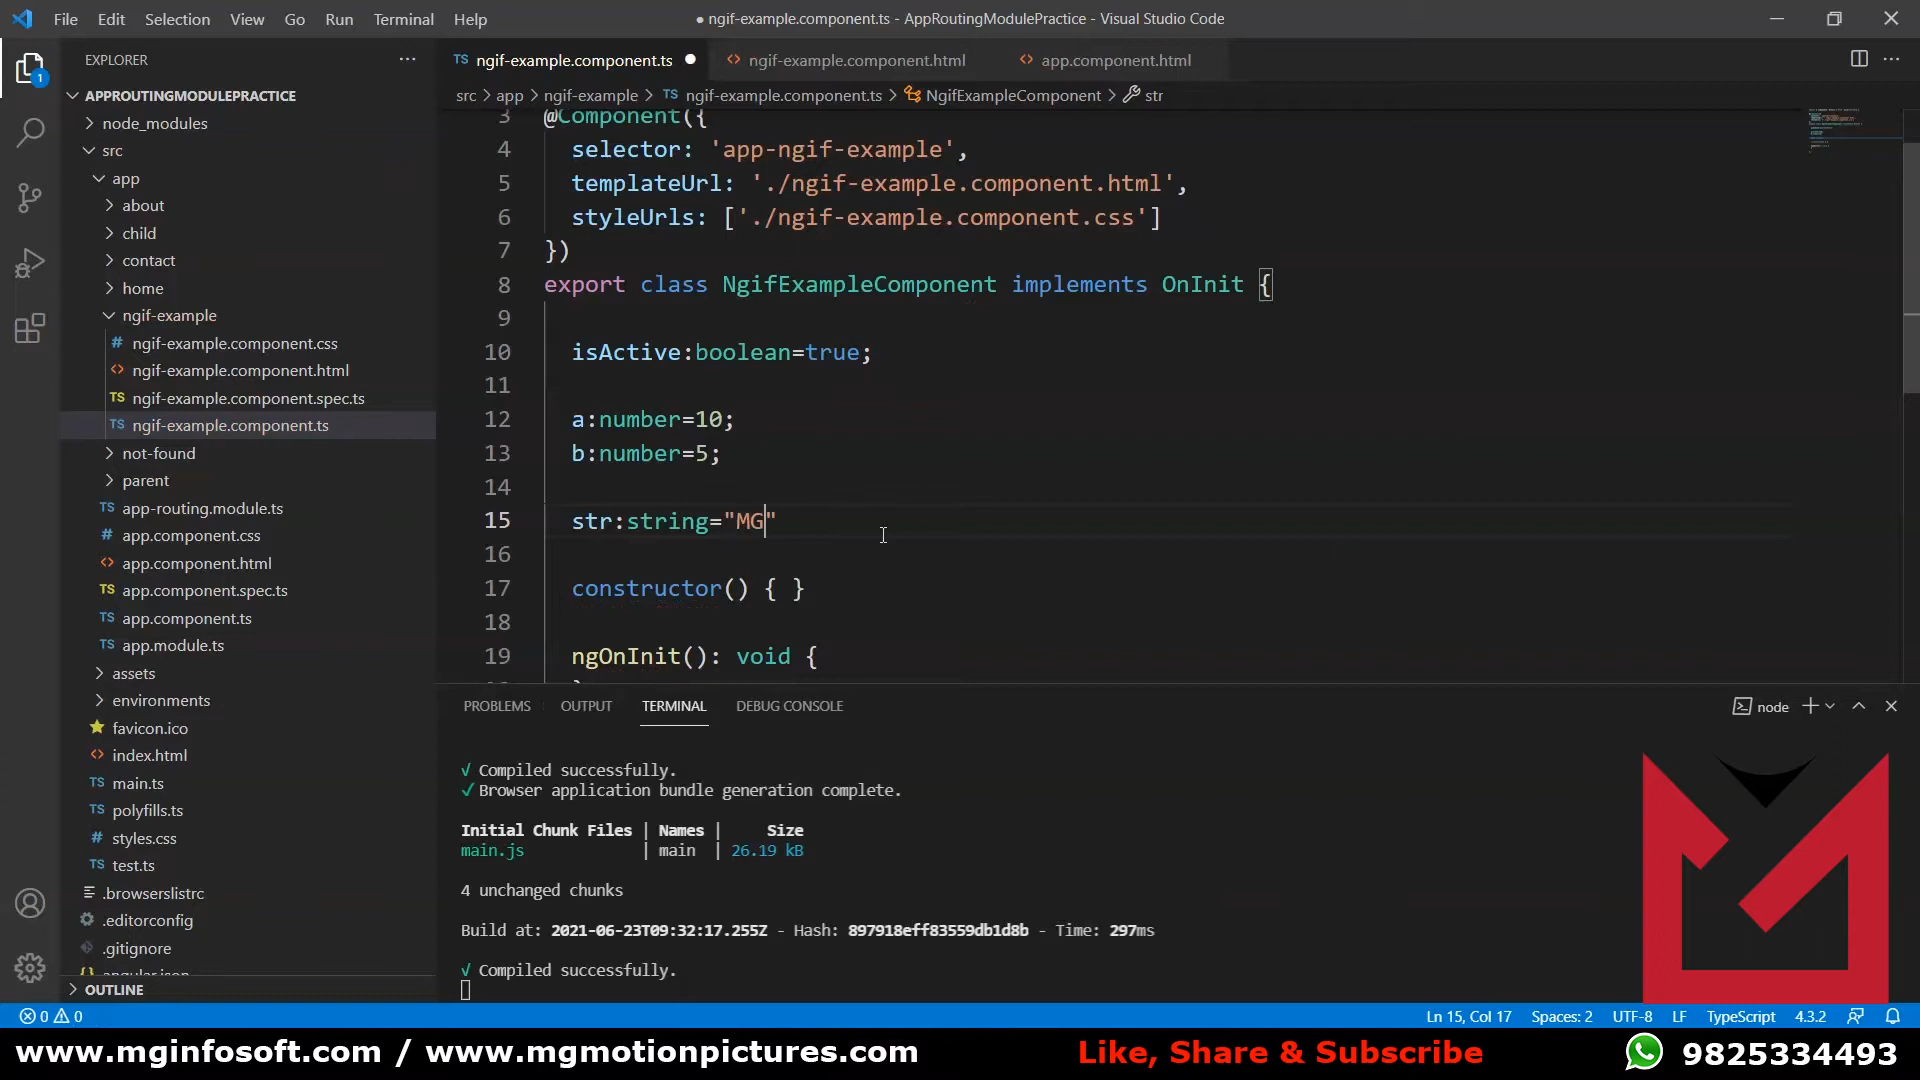 File Edit Selection View Go Run Terminal Help
● ngif-example.component.ts - AppRoutingModulePractice - Visual Studio Code
EXPLORER
APPROUTINGMODULEPRACTICE
node_modules
src
app
about
child
contact
home
ngif-example
# ngif-example.component.css
<> ngif-example.component.html
TS ngif-example.component.spec.ts
TS ngif-example.component.ts
not-found
parent
TS app-routing.module.ts
# app.component.css
<> app.component.html
TS app.component.spec.ts
TS app.component.ts
TS app.module.ts
assets
environments
favicon.ico
<> index.html
TS main.ts
TS polyfills.ts
# styles.css
TS test.ts
.browserslistrc
.editorconfig
.gitignore
{} angular.json
OUTLINE
1
TS ngif-example.component.ts ●
<> ngif-example.component.html
<> app.component.html
src > app > ngif-example > TS ngif-example.component.ts > NgifExampleComponent > str
3 @Component({
4 selector: 'app-ngif-example',
5 templateUrl: './ngif-example.component.html',
6 styleUrls: ['./ngif-example.component.css']
7 })
8 export class NgifExampleComponent implements OnInit {
9
10 isActive:boolean=true;
11
12 a:number=10;
13 b:number=5;
14
15 str:string="MG"
16
17 constructor() { }
18
19 ngOnInit(): void {
PROBLEMS OUTPUT TERMINAL DEBUG CONSOLE
node
√ Compiled successfully.
✓ Browser application bundle generation complete.
Initial Chunk Files | Names | Size
main.js | main | 26.19 kB
4 unchanged chunks
Build at: 2021-06-23T09:32:17.255Z - Hash: 897918eff83559db1d8b - Time: 297ms
√ Compiled successfully.
0 0
Ln 15, Col 17 Spaces: 2 UTF-8 LF TypeScript 4.3.2
www.mginfosoft.com / www.mgmotionpictures.com
Like, Share & Subscribe
9825334493